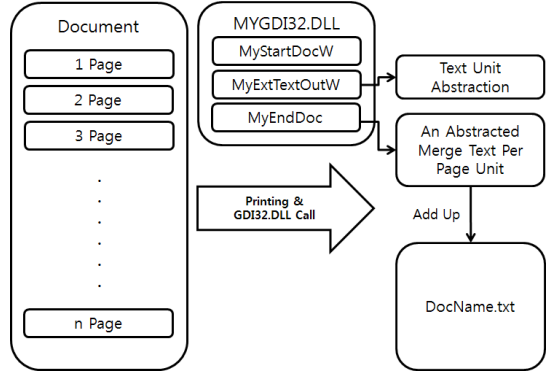 Document
1 Page
2 Page
3 Page
.
.
.
.
.
.
n Page
MYGDI32.DLL
MyStartDocW
MyExtTextOutW
MyEndDoc
Printing &
GDI32.DLL Call
Text Unit
Abstraction
An Abstracted
Merge Text Per
Page Unit
Add Up
DocName.txt